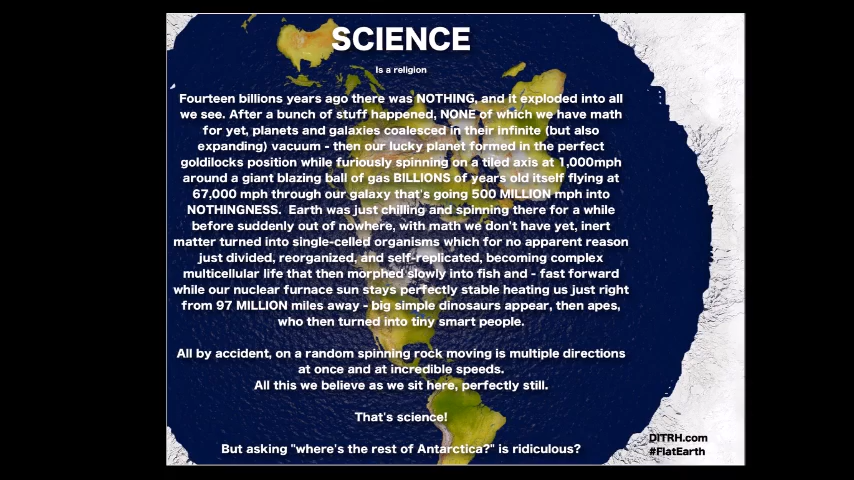 SCIENCE
Is a religion
Fourteen billions years ago there was NOTHING, and it exploded into all
we see. After a bunch of stuff happened, NONE of which we have math
for yet, planets and galaxies coalesced in their infinite (but also
expanding) vacuum - then our lucky planet formed in the perfect
goldilocks position while furiously spinning on a tiled axis at 1,000mph
around a giant blazing ball of gas BILLIONS of years old itself flying at
67,000 mph through our galaxy that's going 500 MILLION mph into
NOTHINGNESS. Earth was just chilling and spinning there for a while
before suddenly out of nowhere, with math we don't have yet, inert
matter turned into single-celled organisms which for no apparent reason
just divided, reorganized, and self-replicated, becoming complex
multicellular life that then morphed slowly into fish and - fast forward
while our nuclear furnace sun stays perfectly stable heating us just right
from 97 MILLION miles away - big simple dinosaurs appear, then apes,
who then turned into tiny smart people.
All by accident, on a random spinning rock moving is multiple directions
at once and at incredible speeds.
All this we believe as we sit here, perfectly still.
That's science!
But asking "where's the rest of Antarctica?" is ridiculous?
DITRH.com
#FlatEarth